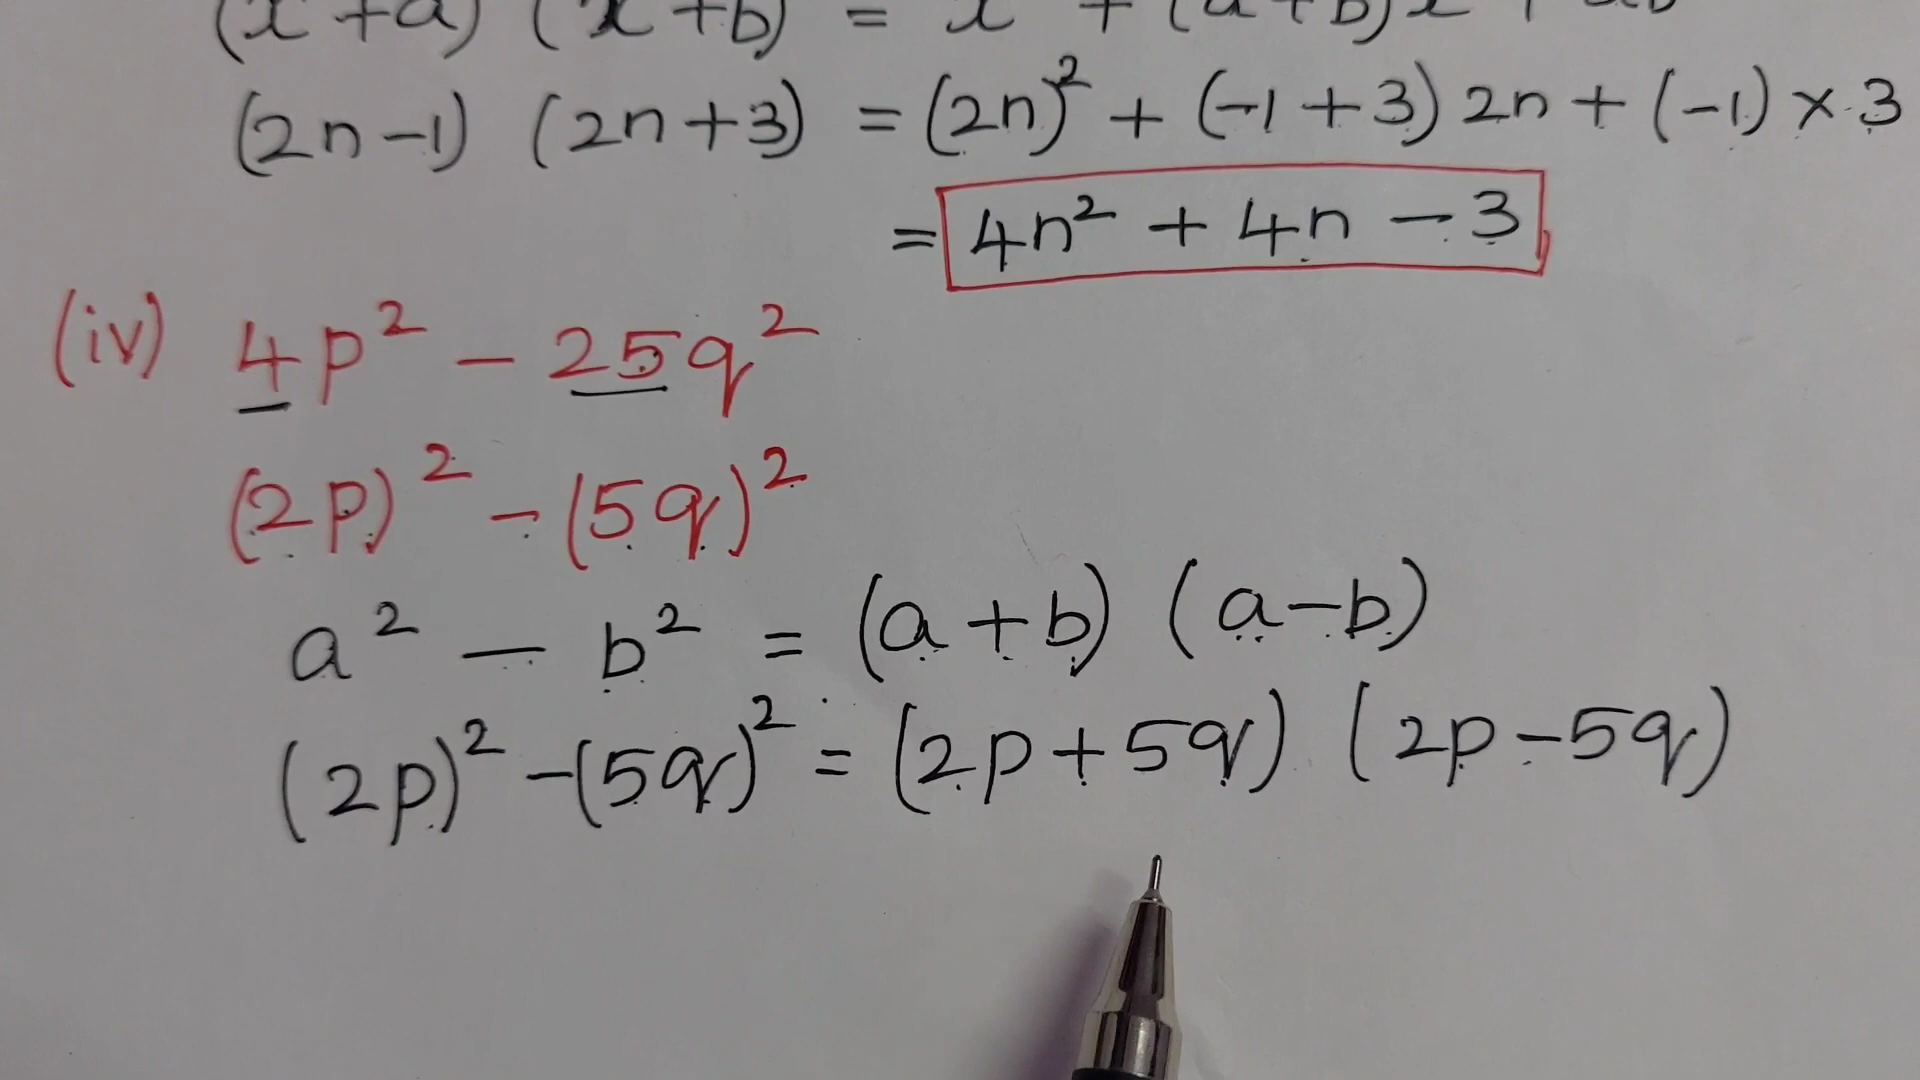 (x+a) (x+b) = x + (a+b)x + ab
(2n-1) (2n+3) = (2n)² + (-1+3) 2n + (-1) × 3
= 4n² + 4n - 3
(iv) 4p² - 25q²
(2p)² - (5q)²
a² - b² = (a+b) (a-b)
(2p)² - (5q)² = (2p+5q) (2p-5q)